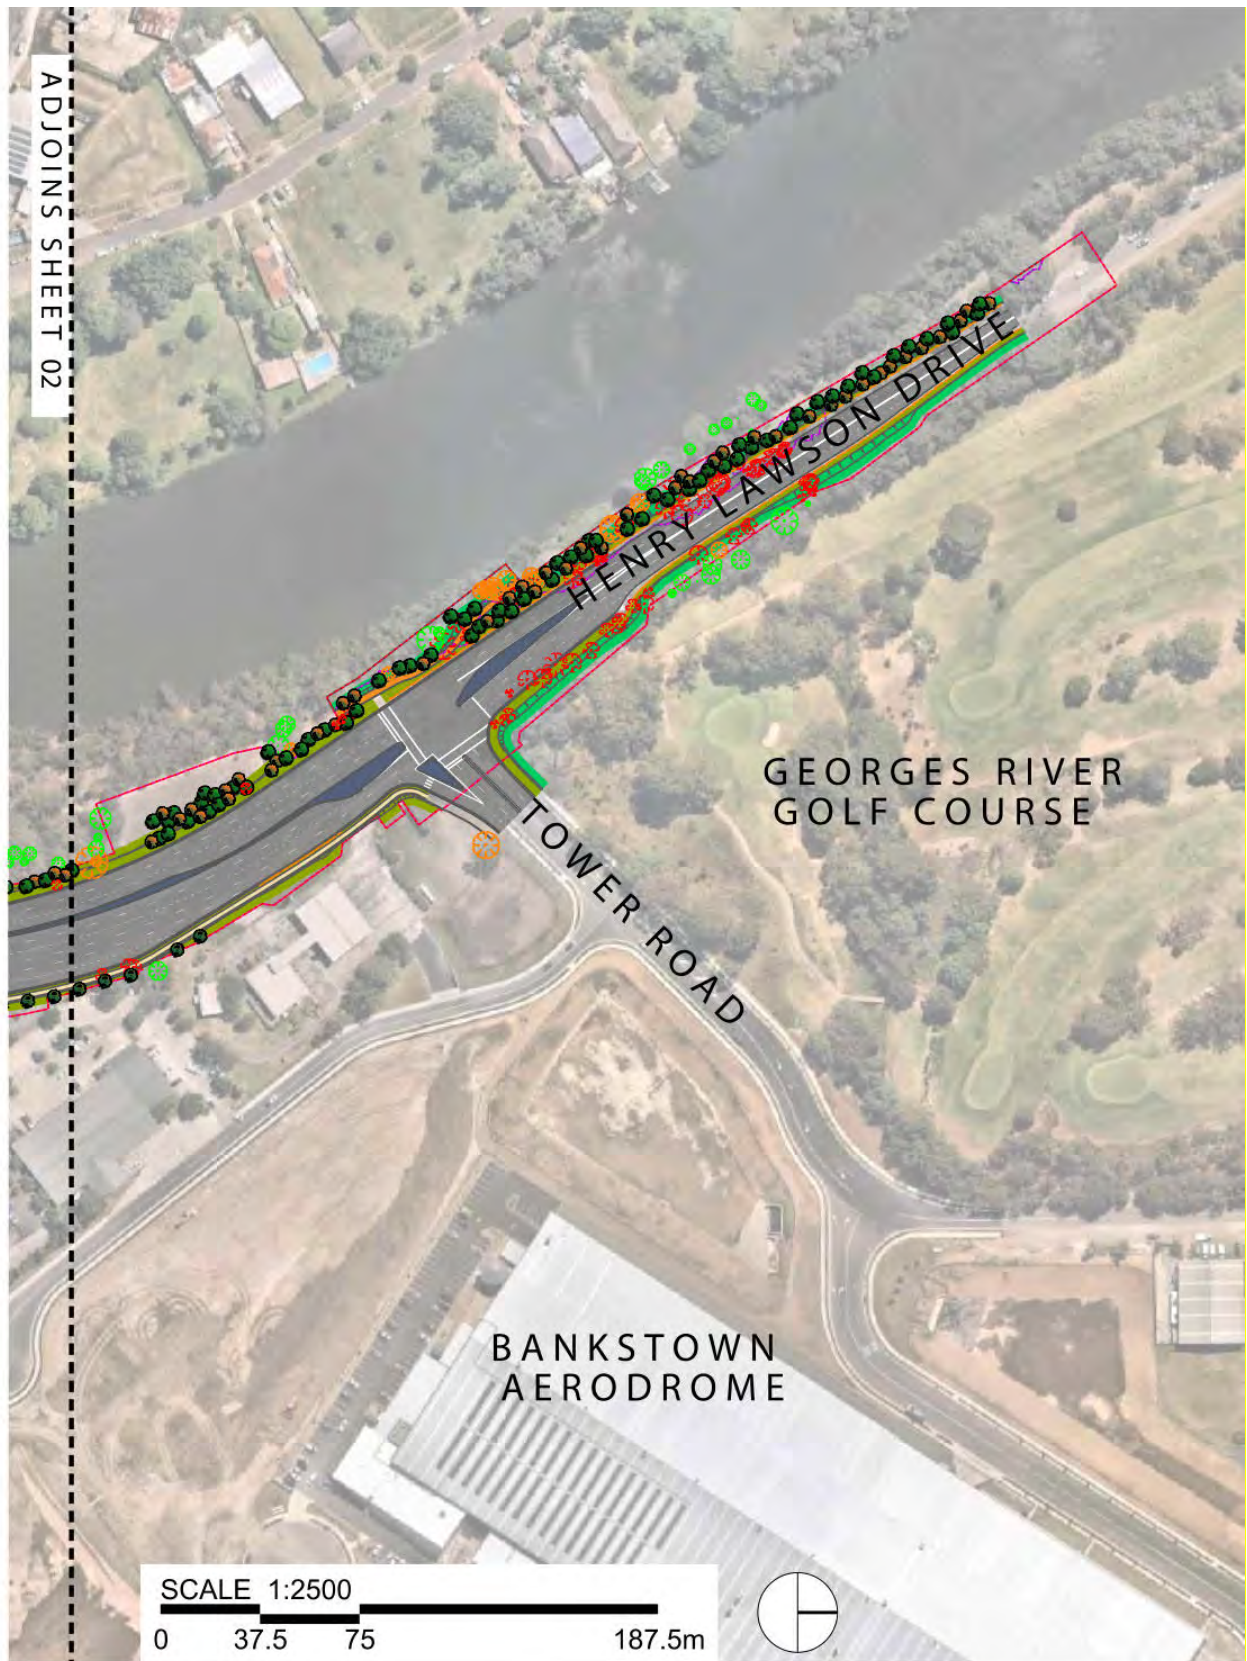 ADJOINS SHEET 02
HENRY LAWSON DRIVE
GEORGES RIVER
GOLF COURSE
TOWER ROAD
BANKSTOWN
AERODROME
SCALE 1:2500
0 37.5 75 187.5m